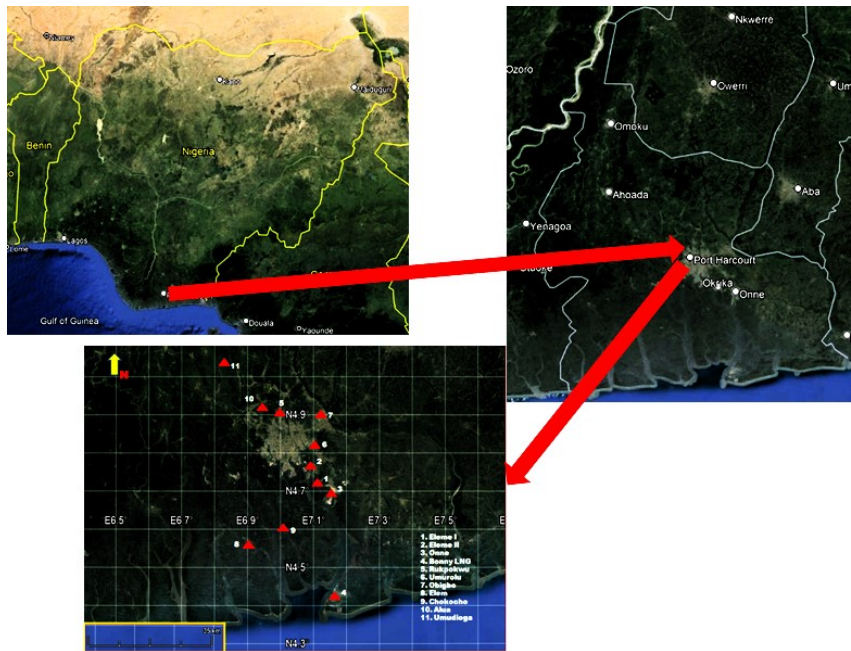 Niamey
Kano
Maiduguri
Benin
Nigeria
Lome
Lagos
Gulf of Guinea
Douala
Yaounde
Nkwerre
Ozoro
Owerri
Um
Omoku
Ahoada
Aba
Yenagoa
Port Harcourt
Onne
N
11
10
5
7
N4.9
6
2
1
3
N4.7
E6.5
E6.7
E6.9
E7.1
E7.3
E7.5
9
8
1. Eleme I
2. Eleme II
3. Onne
4. Bonny LNG
5. Rukpokwu
6. Umurolu
7. Obigbo
8. Elem
9. Chokocho
10. Alua
11. Umudioga
N4.5
4
N4.3